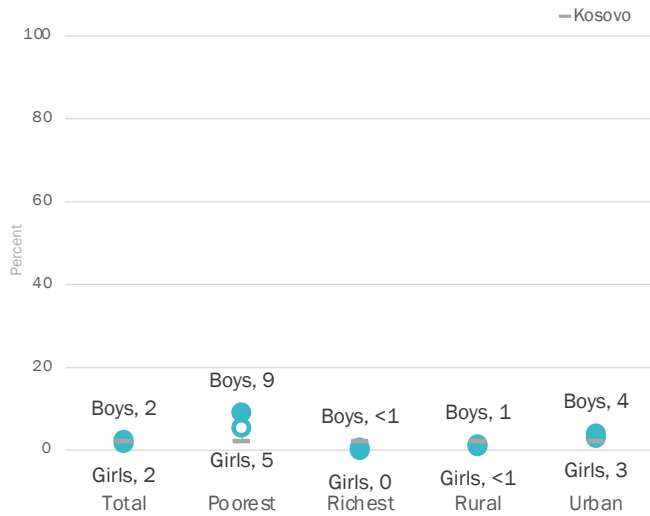 Kosovo
100
80
60
40
20
0
Percent
Boys, 2
Boys, 9
Boys, <1
Boys, 1
Boys, 4
Girls, 2
Girls, 5
Girls, 0
Girls, <1
Girls, 3
Total
Poorest
Richest
Rural
Urban